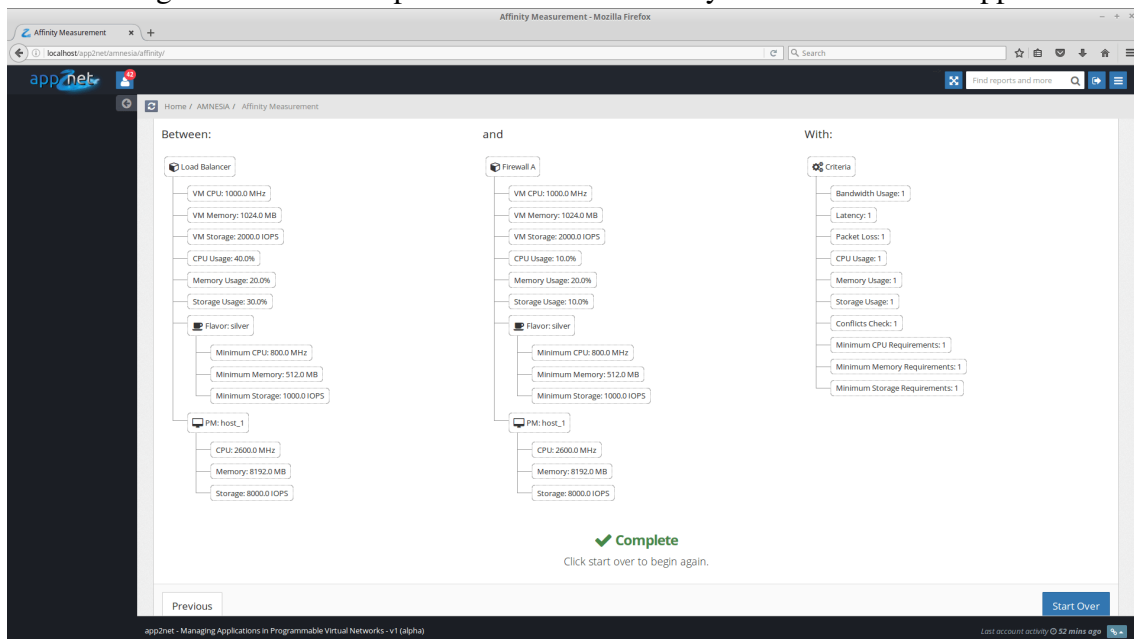 Affinity Measurement - Mozilla Firefox
Affinity Measurement
localhost/app2net/amnesia/affinity/
Search
app2net
42
Find reports and more
Home / AMNESiA / Affinity Measurement
Between:
and
With:
Load Balancer
VM CPU: 1000.0 MHz
VM Memory: 1024.0 MB
VM Storage: 2000.0 IOPS
CPU Usage: 40.0%
Memory Usage: 20.0%
Storage Usage: 30.0%
Flavor: silver
Minimum CPU: 800.0 MHz
Minimum Memory: 512.0 MB
Minimum Storage: 1000.0 IOPS
PM: host_1
CPU: 2600.0 MHz
Memory: 8192.0 MB
Storage: 8000.0 IOPS
Firewall A
VM CPU: 1000.0 MHz
VM Memory: 1024.0 MB
VM Storage: 2000.0 IOPS
CPU Usage: 10.0%
Memory Usage: 20.0%
Storage Usage: 10.0%
Flavor: silver
Minimum CPU: 800.0 MHz
Minimum Memory: 512.0 MB
Minimum Storage: 1000.0 IOPS
PM: host_1
CPU: 2600.0 MHz
Memory: 8192.0 MB
Storage: 8000.0 IOPS
Criteria
Bandwidth Usage: 1
Latency: 1
Packet Loss: 1
CPU Usage: 1
Memory Usage: 1
Storage Usage: 1
Conflicts Check: 1
Minimum CPU Requirements: 1
Minimum Memory Requirements: 1
Minimum Storage Requirements: 1
Complete
Click start over to begin again.
Previous
Start Over
app2net - Managing Applications in Programmable Virtual Networks - v1 (alpha)
Last account activity 52 mins ago